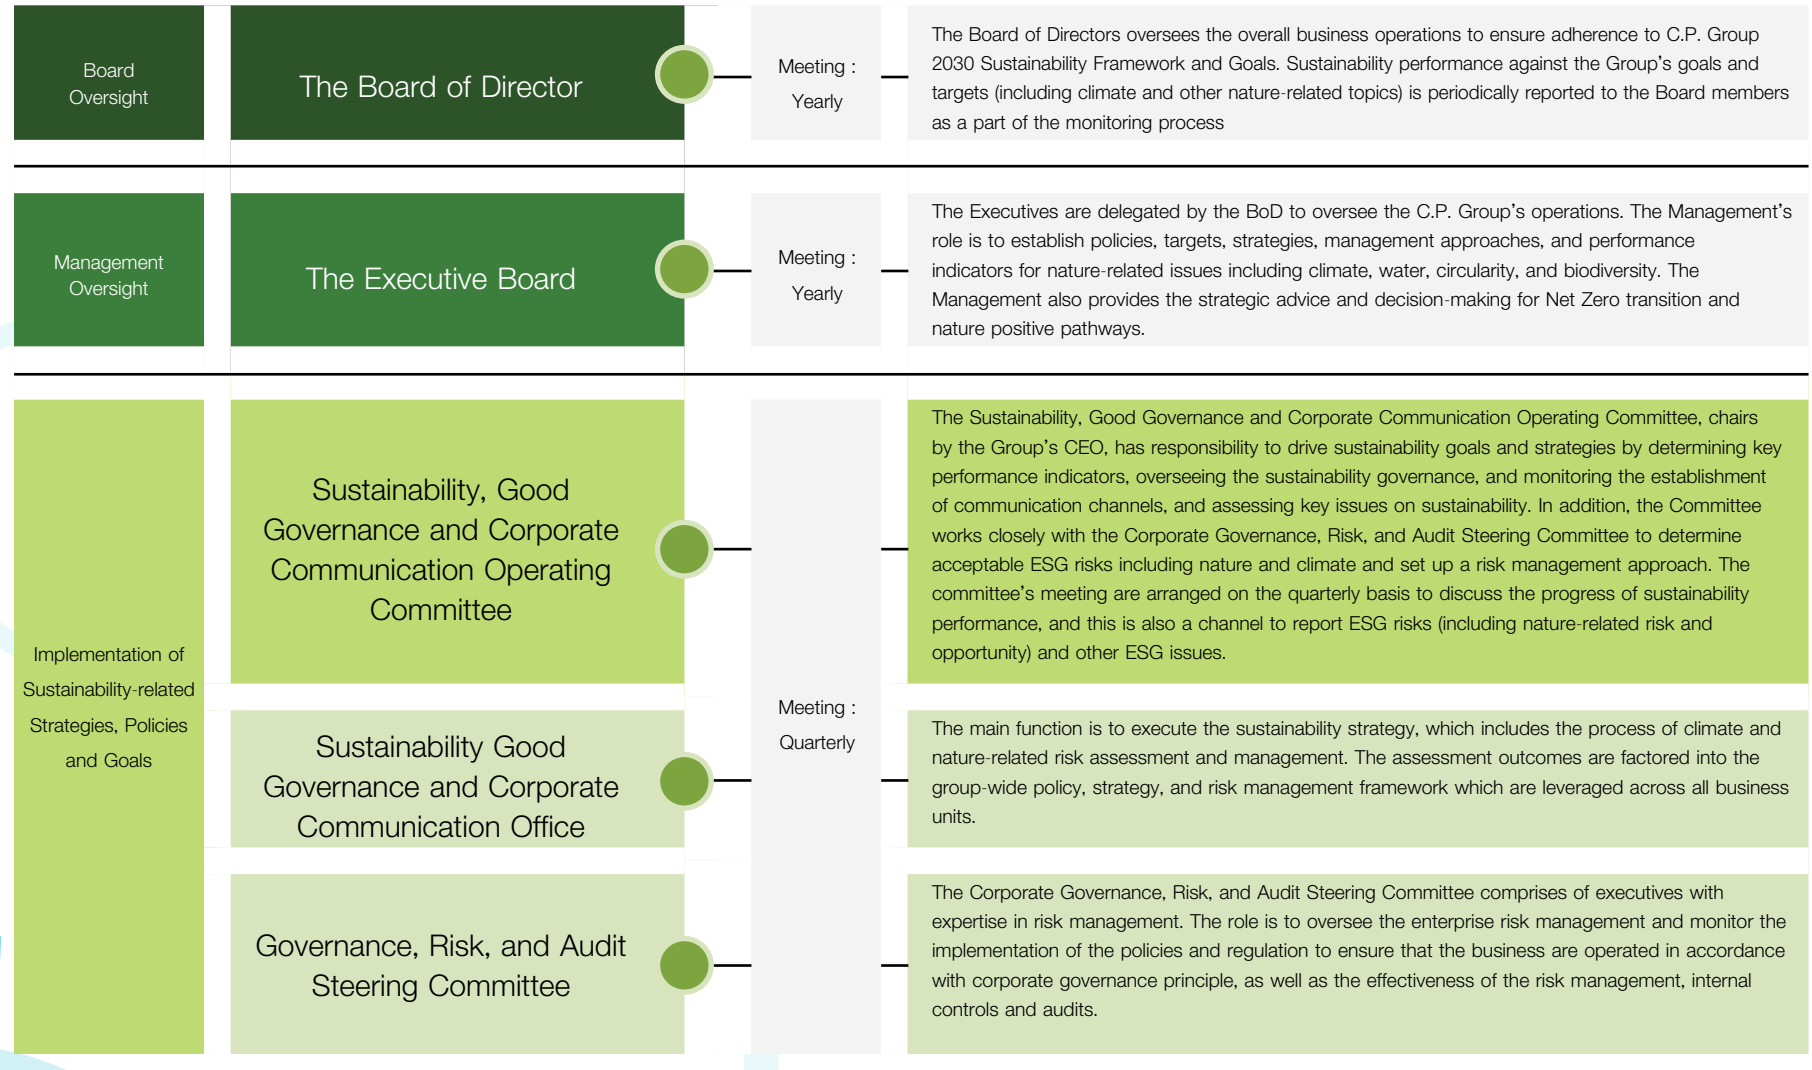 Board
Oversight
The Board of Director
Meeting :
Yearly
The Board of Directors oversees the overall business operations to ensure adherence to C.P. Group
2030 Sustainability Framework and Goals. Sustainability performance against the Group's goals and
targets (including climate and other nature-related topics) is periodically reported to the Board members
as a part of the monitoring process
Management
Oversight
The Executive Board
Meeting :
Yearly
The Executives are delegated by the BoD to oversee the C.P. Group's operations. The Management's
role is to establish policies, targets, strategies, management approaches, and performance
indicators for nature-related issues including climate, water, circularity, and biodiversity. The
Management also provides the strategic advice and decision-making for Net Zero transition and
nature positive pathways.
Implementation of
Sustainability-related
Strategies, Policies
and Goals
Sustainability, Good
Governance and Corporate
Communication Operating
Committee
Meeting :
Quarterly
The Sustainability, Good Governance and Corporate Communication Operating Committee, chairs
by the Group's CEO, has responsibility to drive sustainability goals and strategies by determining key
performance indicators, overseeing the sustainability governance, and monitoring the establishment
of communication channels, and assessing key issues on sustainability. In addition, the Committee
works closely with the Corporate Governance, Risk, and Audit Steering Committee to determine
acceptable ESG risks including nature and climate and set up a risk management approach. The
committee's meeting are arranged on the quarterly basis to discuss the progress of sustainability
performance, and this is also a channel to report ESG risks (including nature-related risk and
opportunity) and other ESG issues.
Sustainability Good
Governance and Corporate
Communication Office
The main function is to execute the sustainability strategy, which includes the process of climate and
nature-related risk assessment and management. The assessment outcomes are factored into the
group-wide policy, strategy, and risk management framework which are leveraged across all business
units.
Governance, Risk, and Audit
Steering Committee
The Corporate Governance, Risk, and Audit Steering Committee comprises of executives with
expertise in risk management. The role is to oversee the enterprise risk management and monitor the
implementation of the policies and regulation to ensure that the business are operated in accordance
with corporate governance principle, as well as the effectiveness of the risk management, internal
controls and audits.